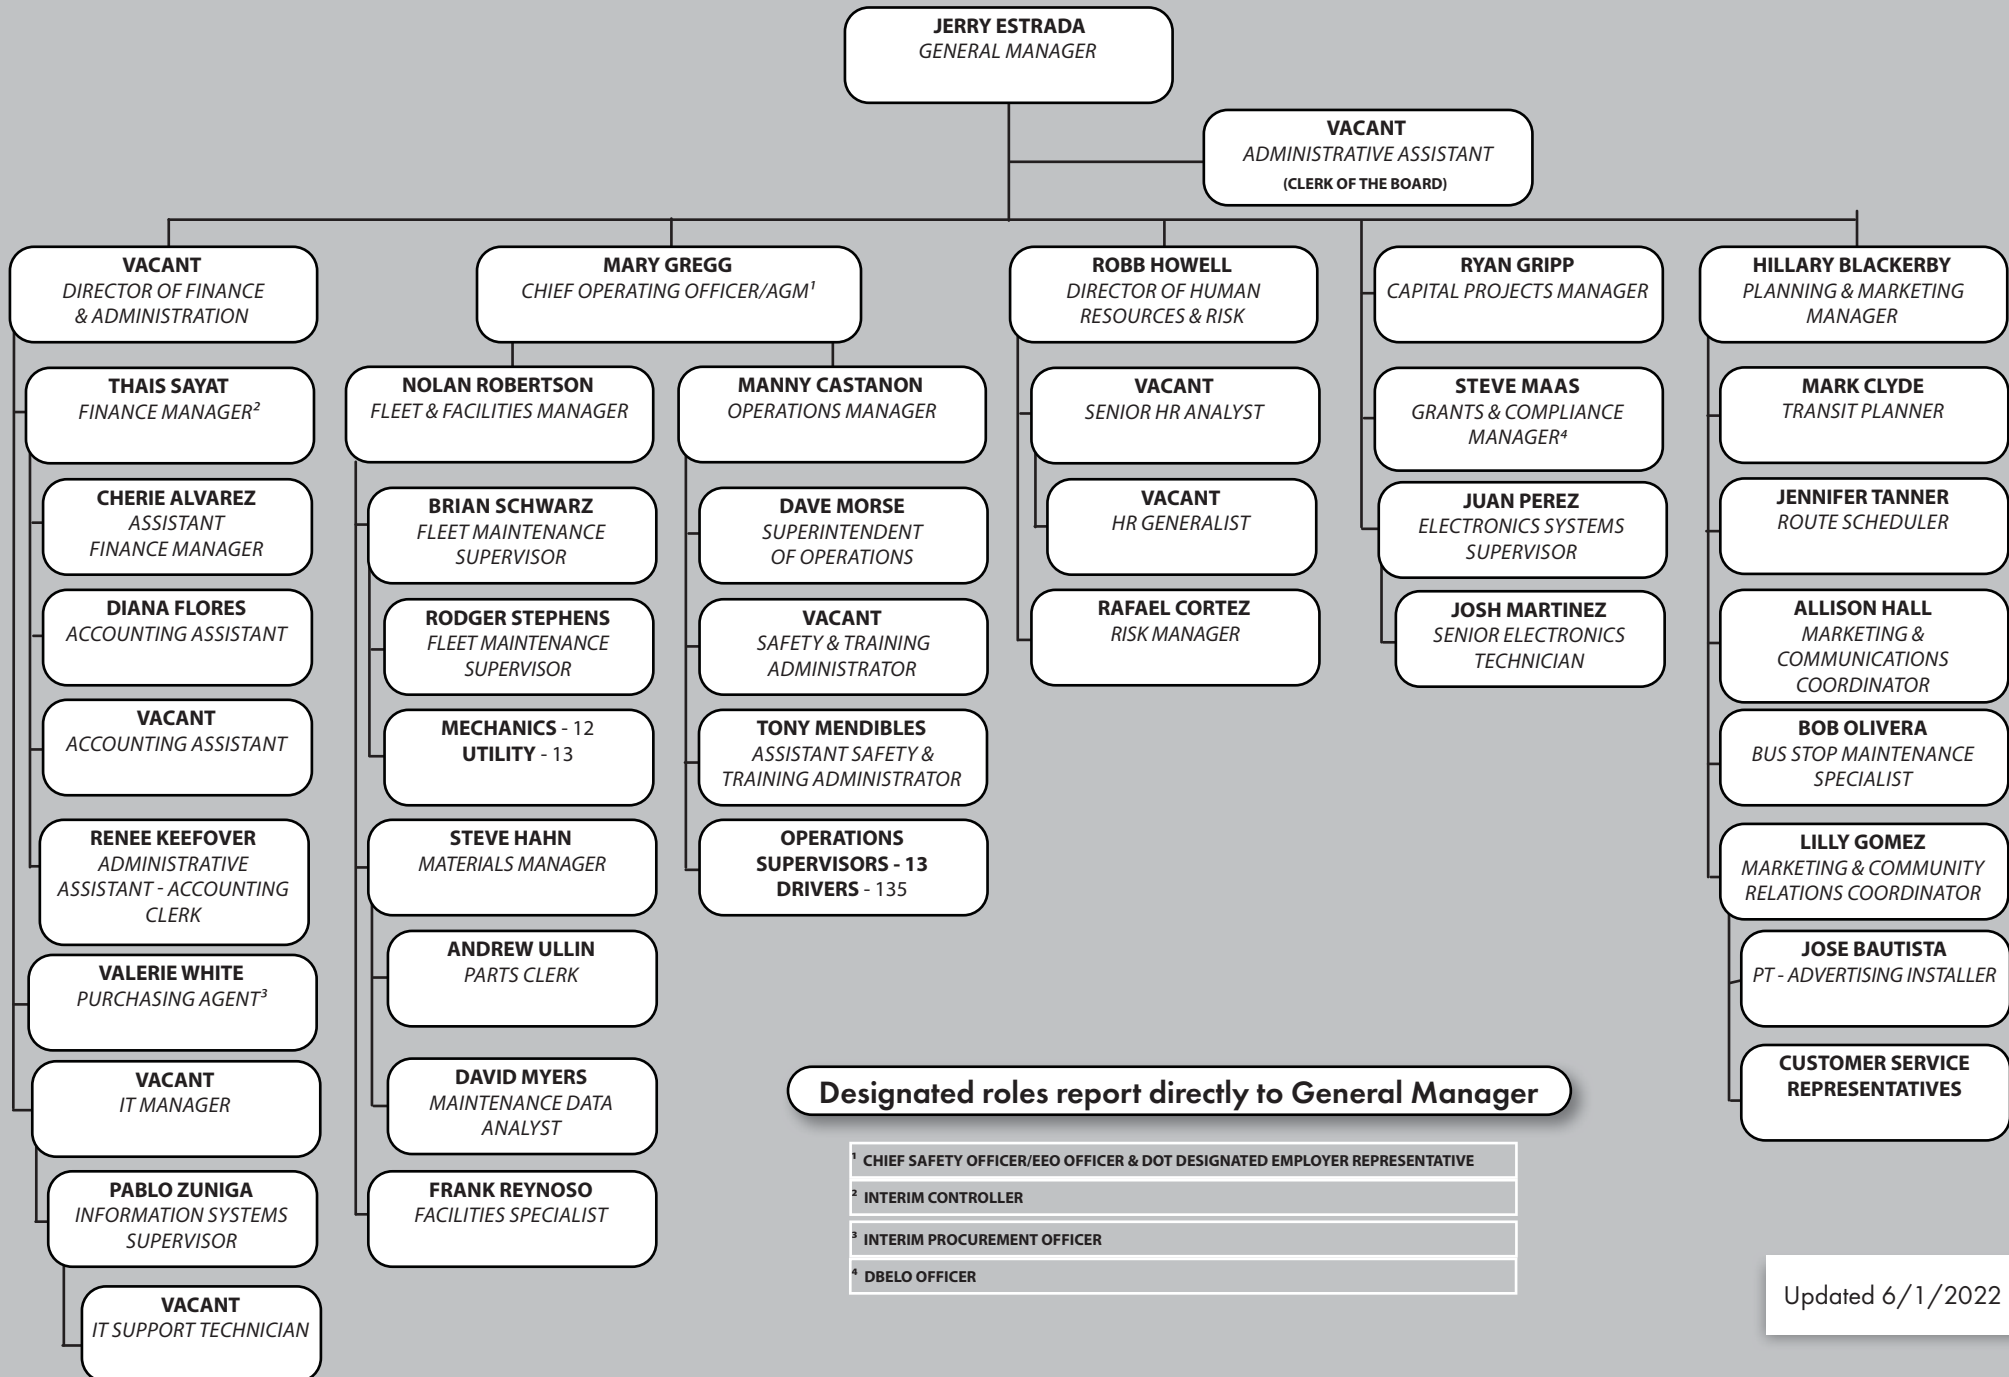 JERRY ESTRADA
GENERAL MANAGER
VACANT
ADMINISTRATIVE ASSISTANT
(CLERK OF THE BOARD)
VACANT
DIRECTOR OF FINANCE
& ADMINISTRATION
MARY GREGG
CHIEF OPERATING OFFICER/AGM¹
ROBB HOWELL
DIRECTOR OF HUMAN
RESOURCES & RISK
RYAN GRIPP
CAPITAL PROJECTS MANAGER
HILLARY BLACKERBY
PLANNING & MARKETING
MANAGER
THAIS SAYAT
FINANCE MANAGER²
CHERIE ALVAREZ
ASSISTANT
FINANCE MANAGER
DIANA FLORES
ACCOUNTING ASSISTANT
VACANT
ACCOUNTING ASSISTANT
RENEE KEEFOVER
ADMINISTRATIVE
ASSISTANT - ACCOUNTING
CLERK
VALERIE WHITE
PURCHASING AGENT³
VACANT
IT MANAGER
PABLO ZUNIGA
INFORMATION SYSTEMS
SUPERVISOR
VACANT
IT SUPPORT TECHNICIAN
NOLAN ROBERTSON
FLEET & FACILITIES MANAGER
BRIAN SCHWARZ
FLEET MAINTENANCE
SUPERVISOR
RODGER STEPHENS
FLEET MAINTENANCE
SUPERVISOR
MECHANICS - 12
UTILITY - 13
STEVE HAHN
MATERIALS MANAGER
ANDREW ULLIN
PARTS CLERK
DAVID MYERS
MAINTENANCE DATA
ANALYST
FRANK REYNOSO
FACILITIES SPECIALIST
MANNY CASTANON
OPERATIONS MANAGER
DAVE MORSE
SUPERINTENDENT
OF OPERATIONS
VACANT
SAFETY & TRAINING
ADMINISTRATOR
TONY MENDIBLES
ASSISTANT SAFETY &
TRAINING ADMINISTRATOR
OPERATIONS
SUPERVISORS - 13
DRIVERS - 135
VACANT
SENIOR HR ANALYST
VACANT
HR GENERALIST
RAFAEL CORTEZ
RISK MANAGER
STEVE MAAS
GRANTS & COMPLIANCE
MANAGER⁴
JUAN PEREZ
ELECTRONICS SYSTEMS
SUPERVISOR
JOSH MARTINEZ
SENIOR ELECTRONICS
TECHNICIAN
MARK CLYDE
TRANSIT PLANNER
JENNIFER TANNER
ROUTE SCHEDULER
ALLISON HALL
MARKETING &
COMMUNICATIONS
COORDINATOR
BOB OLIVERA
BUS STOP MAINTENANCE
SPECIALIST
LILLY GOMEZ
MARKETING & COMMUNITY
RELATIONS COORDINATOR
JOSE BAUTISTA
PT - ADVERTISING INSTALLER
CUSTOMER SERVICE
REPRESENTATIVES
Designated roles report directly to General Manager
¹ CHIEF SAFETY OFFICER/EEO OFFICER & DOT DESIGNATED EMPLOYER REPRESENTATIVE
² INTERIM CONTROLLER
³ INTERIM PROCUREMENT OFFICER
⁴ DBELO OFFICER
Updated 6/1/2022